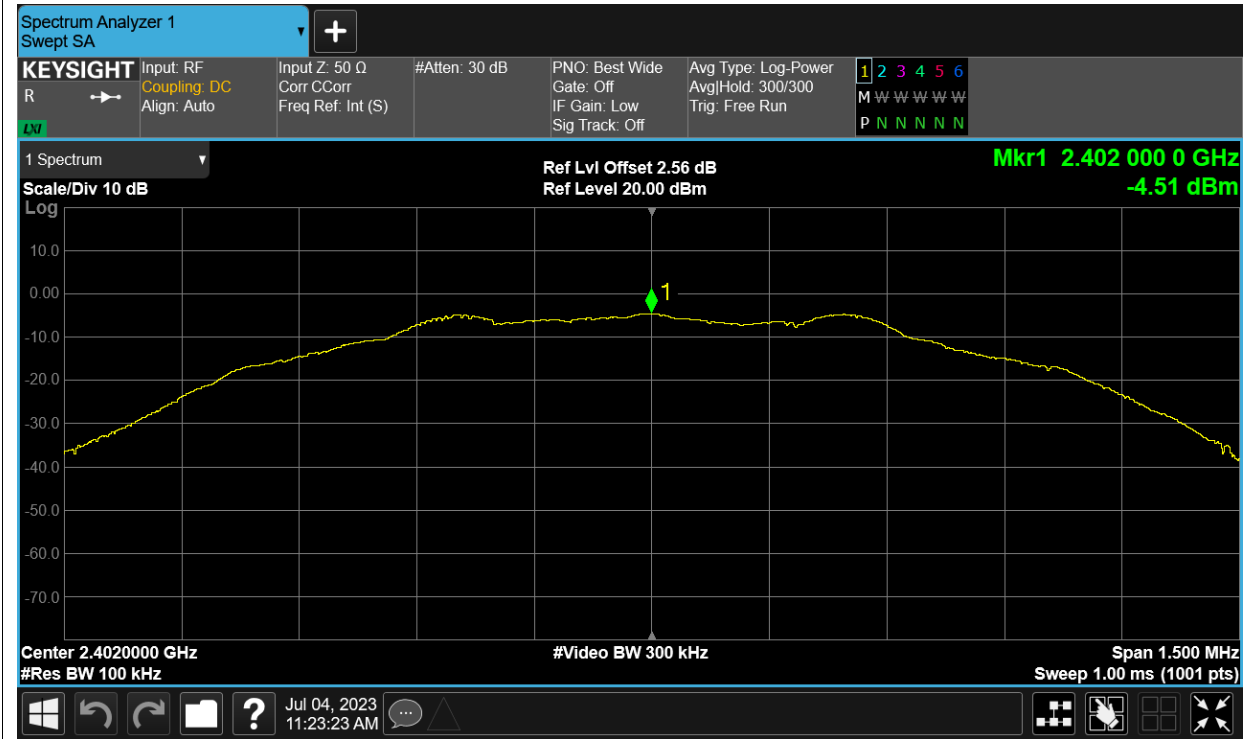 Spectrum Analyzer 1
Swept SA
+
KEYSIGHT
R
LXI
Input: RF
Coupling: DC
Align: Auto
Input Z: 50 Ω
Corr CCorr
Freq Ref: Int (S)
#Atten: 30 dB
PNO: Best Wide
Gate: Off
IF Gain: Low
Sig Track: Off
Avg Type: Log-Power
Avg|Hold: 300/300
Trig: Free Run
1 2 3 4 5 6
M W W W W W
P N N N N N
1 Spectrum
Scale/Div 10 dB
Log
Ref Lvl Offset 2.56 dB
Ref Level 20.00 dBm
Mkr1 2.402 000 0 GHz
-4.51 dBm
10.0
0.00
1
-10.0
-20.0
-30.0
-40.0
-50.0
-60.0
-70.0
Center 2.4020000 GHz
#Video BW 300 kHz
Span 1.500 MHz
#Res BW 100 kHz
Sweep 1.00 ms (1001 pts)
?
Jul 04, 2023
11:23:23 AM